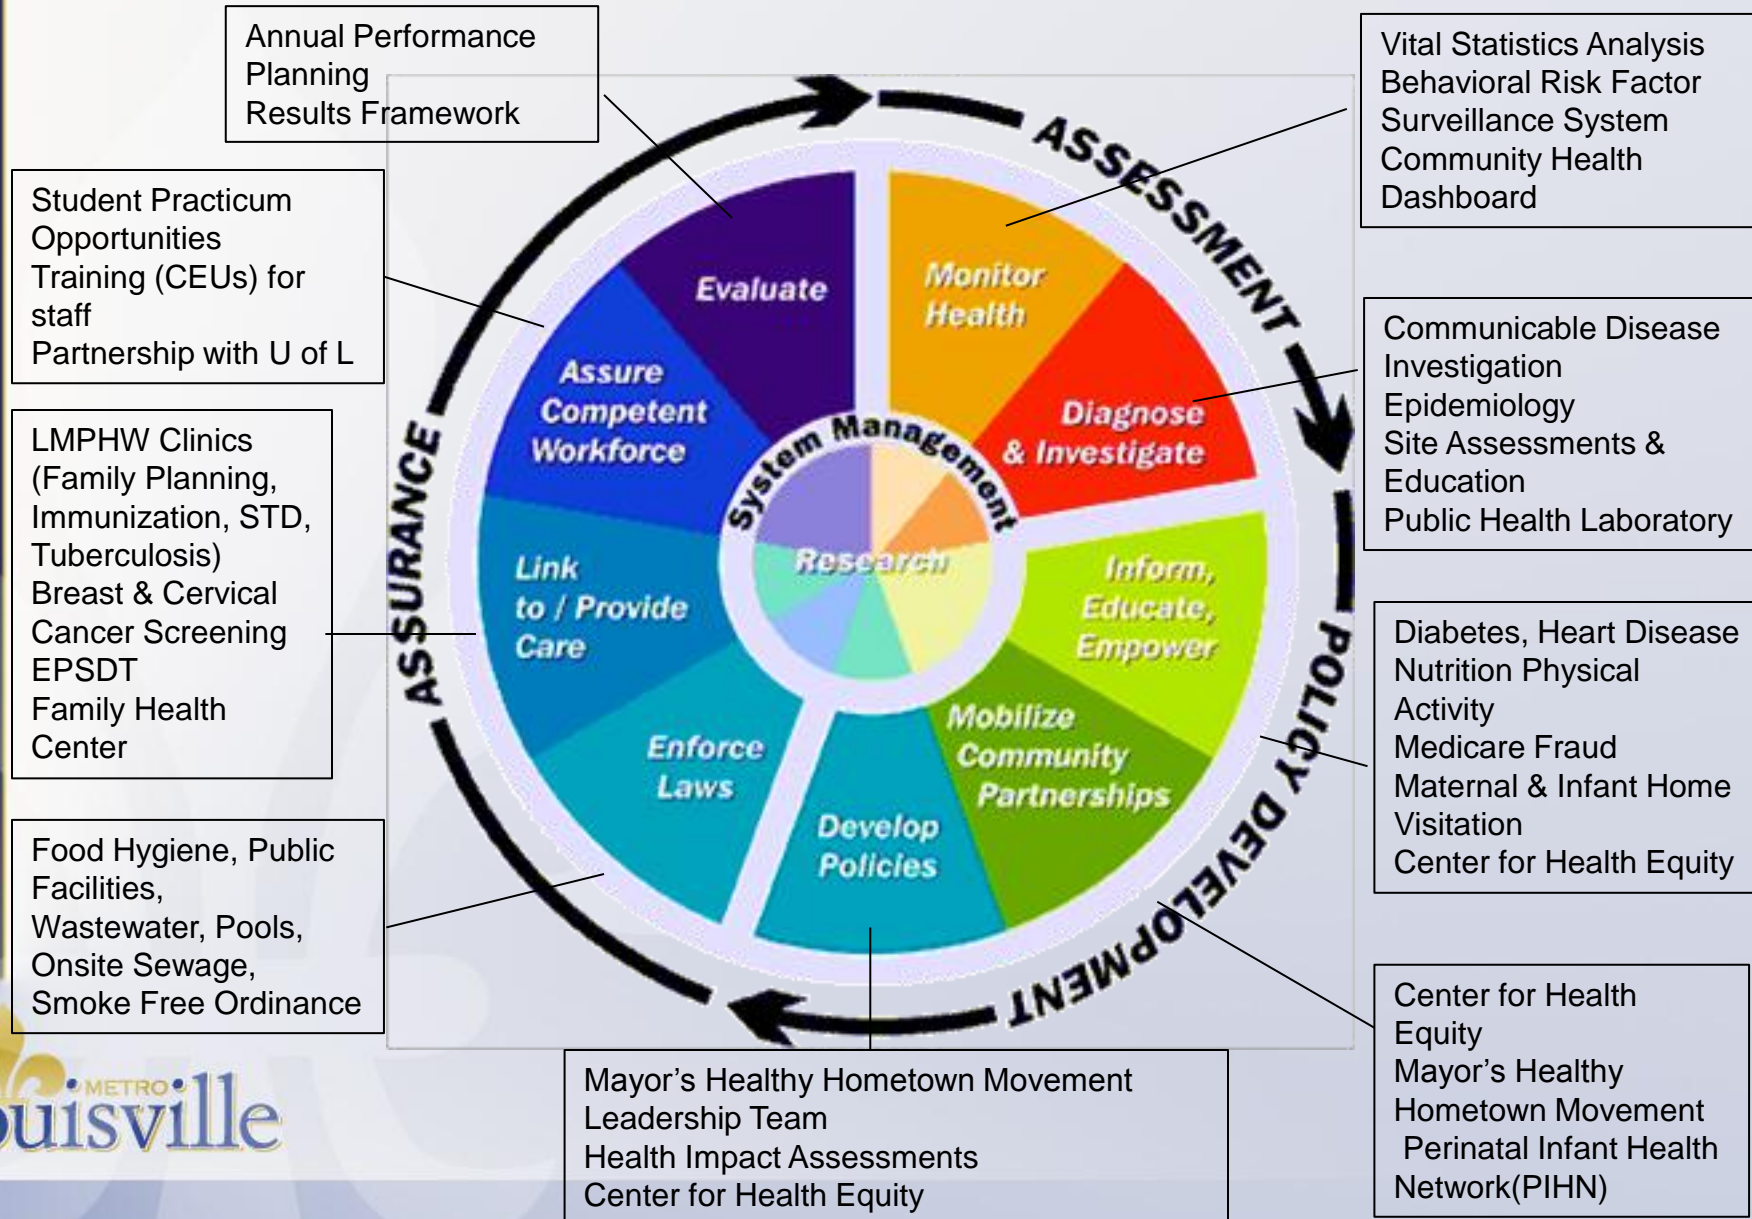 Annual Performance
Planning
Results Framework
Vital Statistics Analysis
Behavioral Risk Factor
Surveillance System
Community Health
Dashboard
Student Practicum
Opportunities
Training (CEUs) for
staff
Partnership with U of L
Communicable Disease
Investigation
Epidemiology
Site Assessments &
Education
Public Health Laboratory
LMPHW Clinics
(Family Planning,
Immunization, STD,
Tuberculosis)
Breast & Cervical
Cancer Screening
EPSDT
Family Health
Center
Diabetes, Heart Disease
Nutrition Physical
Activity
Medicare Fraud
Maternal & Infant Home
Visitation
Center for Health Equity
Food Hygiene, Public
Facilities,
Wastewater, Pools,
Onsite Sewage,
Smoke Free Ordinance
Center for Health
Equity
Mayor's Healthy
Hometown Movement
Perinatal Infant Health
Network(PIHN)
Mayor's Healthy Hometown Movement
Leadership Team
Health Impact Assessments
Center for Health Equity
ASSESSMENT
POLICY DEVELOPMENT
ASSURANCE
Evaluate
Monitor
Health
Diagnose
& Investigate
Inform,
Educate,
Empower
Mobilize
Community
Partnerships
Develop
Policies
Enforce
Laws
Link
to / Provide
Care
Assure
Competent
Workforce
System Management
Research
METRO
ouisville